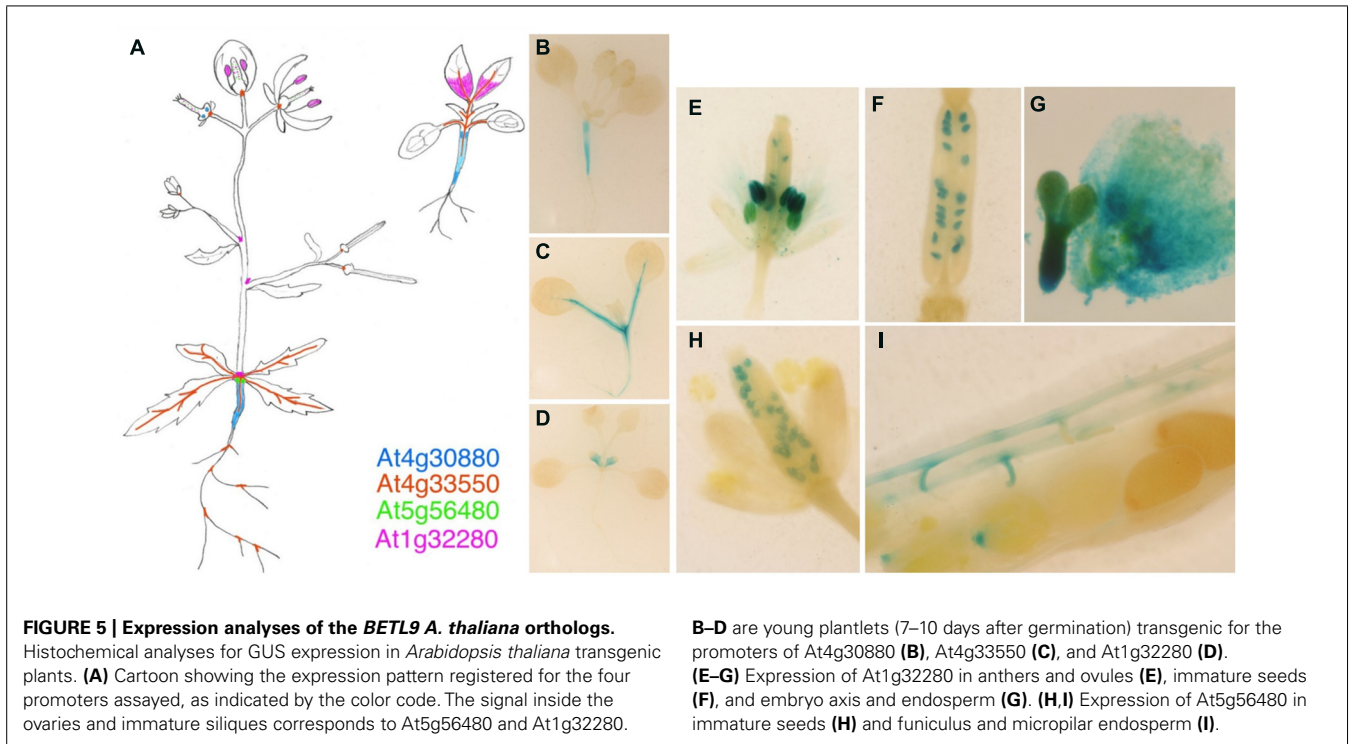 A
B
C
D
E
F
G
H
I
At4g30880
At4g33550
At5g56480
At1g32280
FIGURE 5 | Expression analyses of the BETL9 A. thaliana orthologs.
Histochemical analyses for GUS expression in Arabidopsis thaliana transgenic
plants. (A) Cartoon showing the expression pattern registered for the four
promoters assayed, as indicated by the color code. The signal inside the
ovaries and immature siliques corresponds to At5g56480 and At1g32280.
B–D are young plantlets (7–10 days after germination) transgenic for the
promoters of At4g30880 (B), At4g33550 (C), and At1g32280 (D).
(E–G) Expression of At1g32280 in anthers and ovules (E), immature seeds
(F), and embryo axis and endosperm (G). (H,I) Expression of At5g56480 in
immature seeds (H) and funiculus and micropilar endosperm (I).